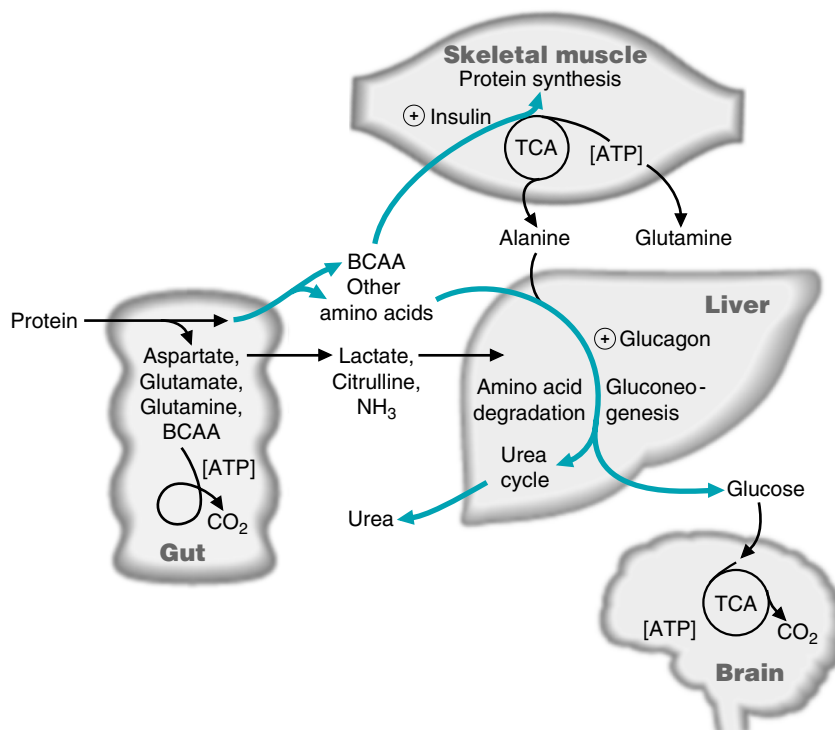 Skeletal muscle
Protein synthesis
+ Insulin
TCA
[ATP]
Alanine
Glutamine
BCAA
Other
amino acids
Liver
Protein
+ Glucagon
Aspartate,
Glutamate,
Glutamine,
BCAA
Lactate,
Citrulline,
NH₃
Amino acid
degradation
Gluconeo-
genesis
[ATP]
CO₂
Gut
Urea
cycle
Urea
Glucose
TCA
[ATP]
CO₂
Brain